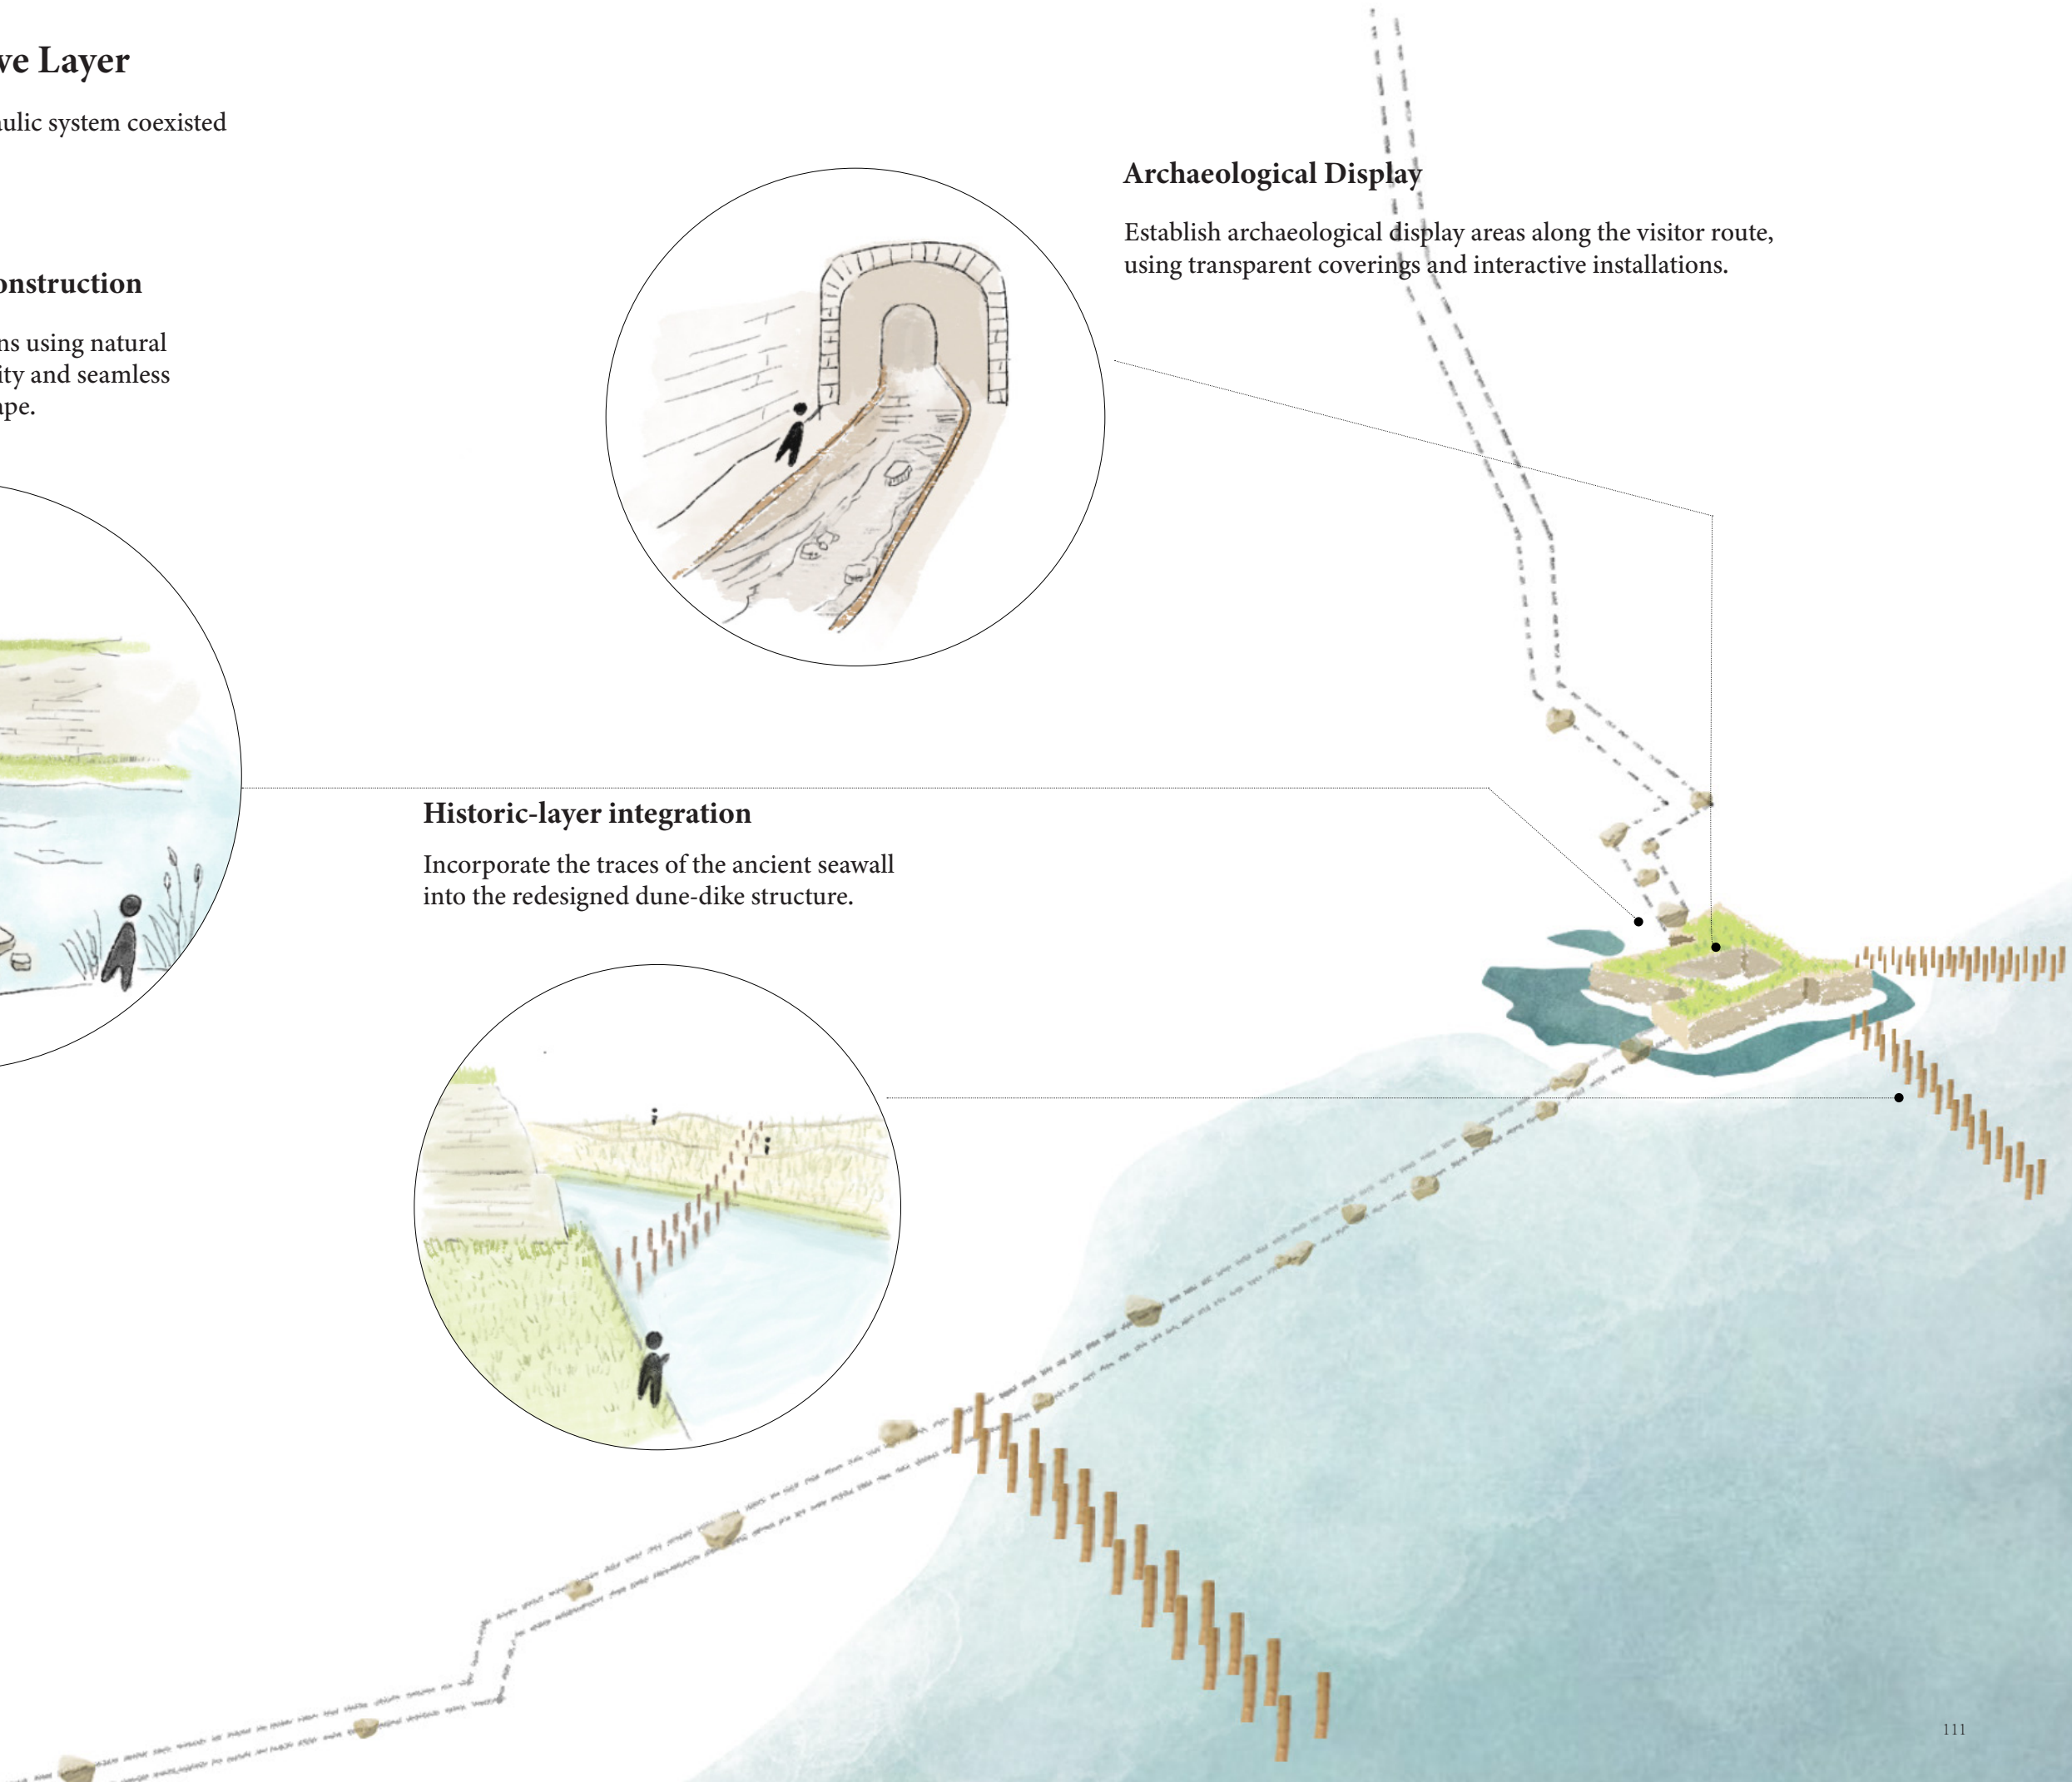 ve Layer
aulic system coexisted
Archaeological Display
Establish archaeological display areas along the visitor route,
using transparent coverings and interactive installations.
onstruction
ns using natural
ity and seamless
ape.
Historic-layer integration
Incorporate the traces of the ancient seawall
into the redesigned dune-dike structure.
111